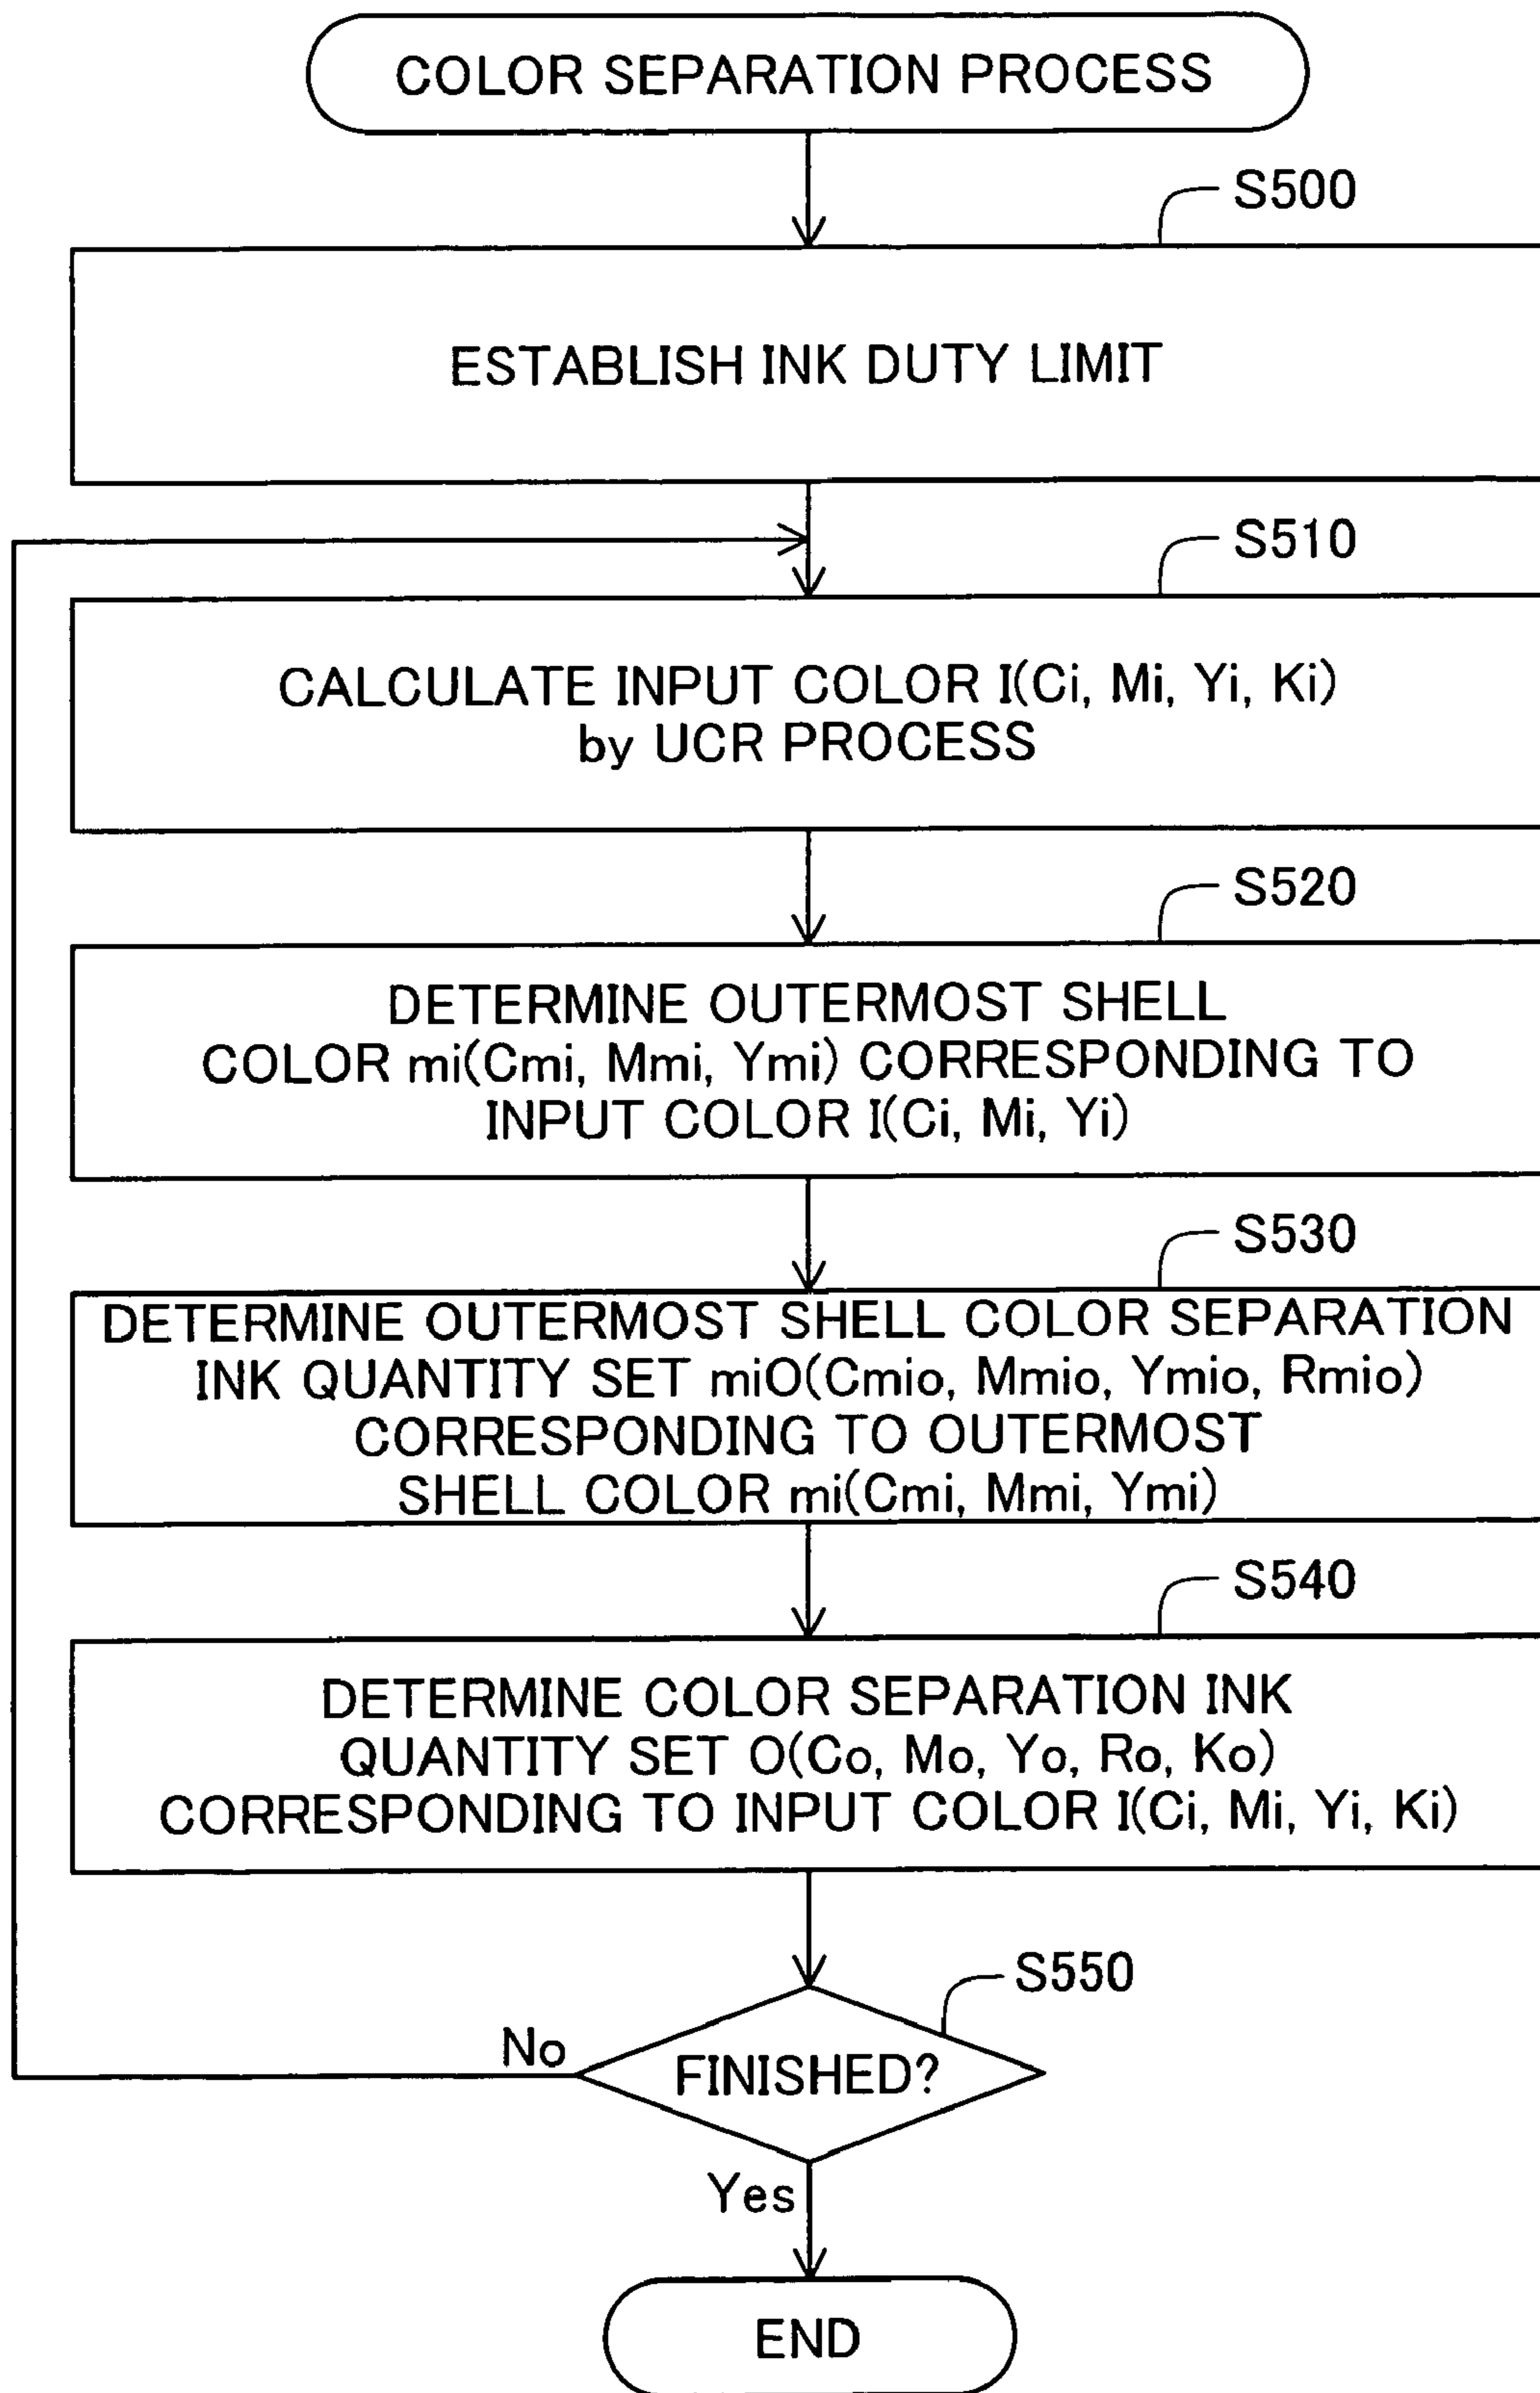 COLOR SEPARATION PROCESS
S500
ESTABLISH INK DUTY LIMIT
S510
CALCULATE INPUT COLOR I(Ci, Mi, Yi, Ki)
by UCR PROCESS
S520
DETERMINE OUTERMOST SHELL
COLOR mi(Cmi, Mmi, Ymi) CORRESPONDING TO
INPUT COLOR I(Ci, Mi, Yi)
S530
DETERMINE OUTERMOST SHELL COLOR SEPARATION
INK QUANTITY SET miO(Cmio, Mmio, Ymio, Rmio)
CORRESPONDING TO OUTERMOST
SHELL COLOR mi(Cmi, Mmi, Ymi)
S540
DETERMINE COLOR SEPARATION INK
QUANTITY SET O(Co, Mo, Yo, Ro, Ko)
CORRESPONDING TO INPUT COLOR I(Ci, Mi, Yi, Ki)
S550
No
FINISHED?
Yes
END